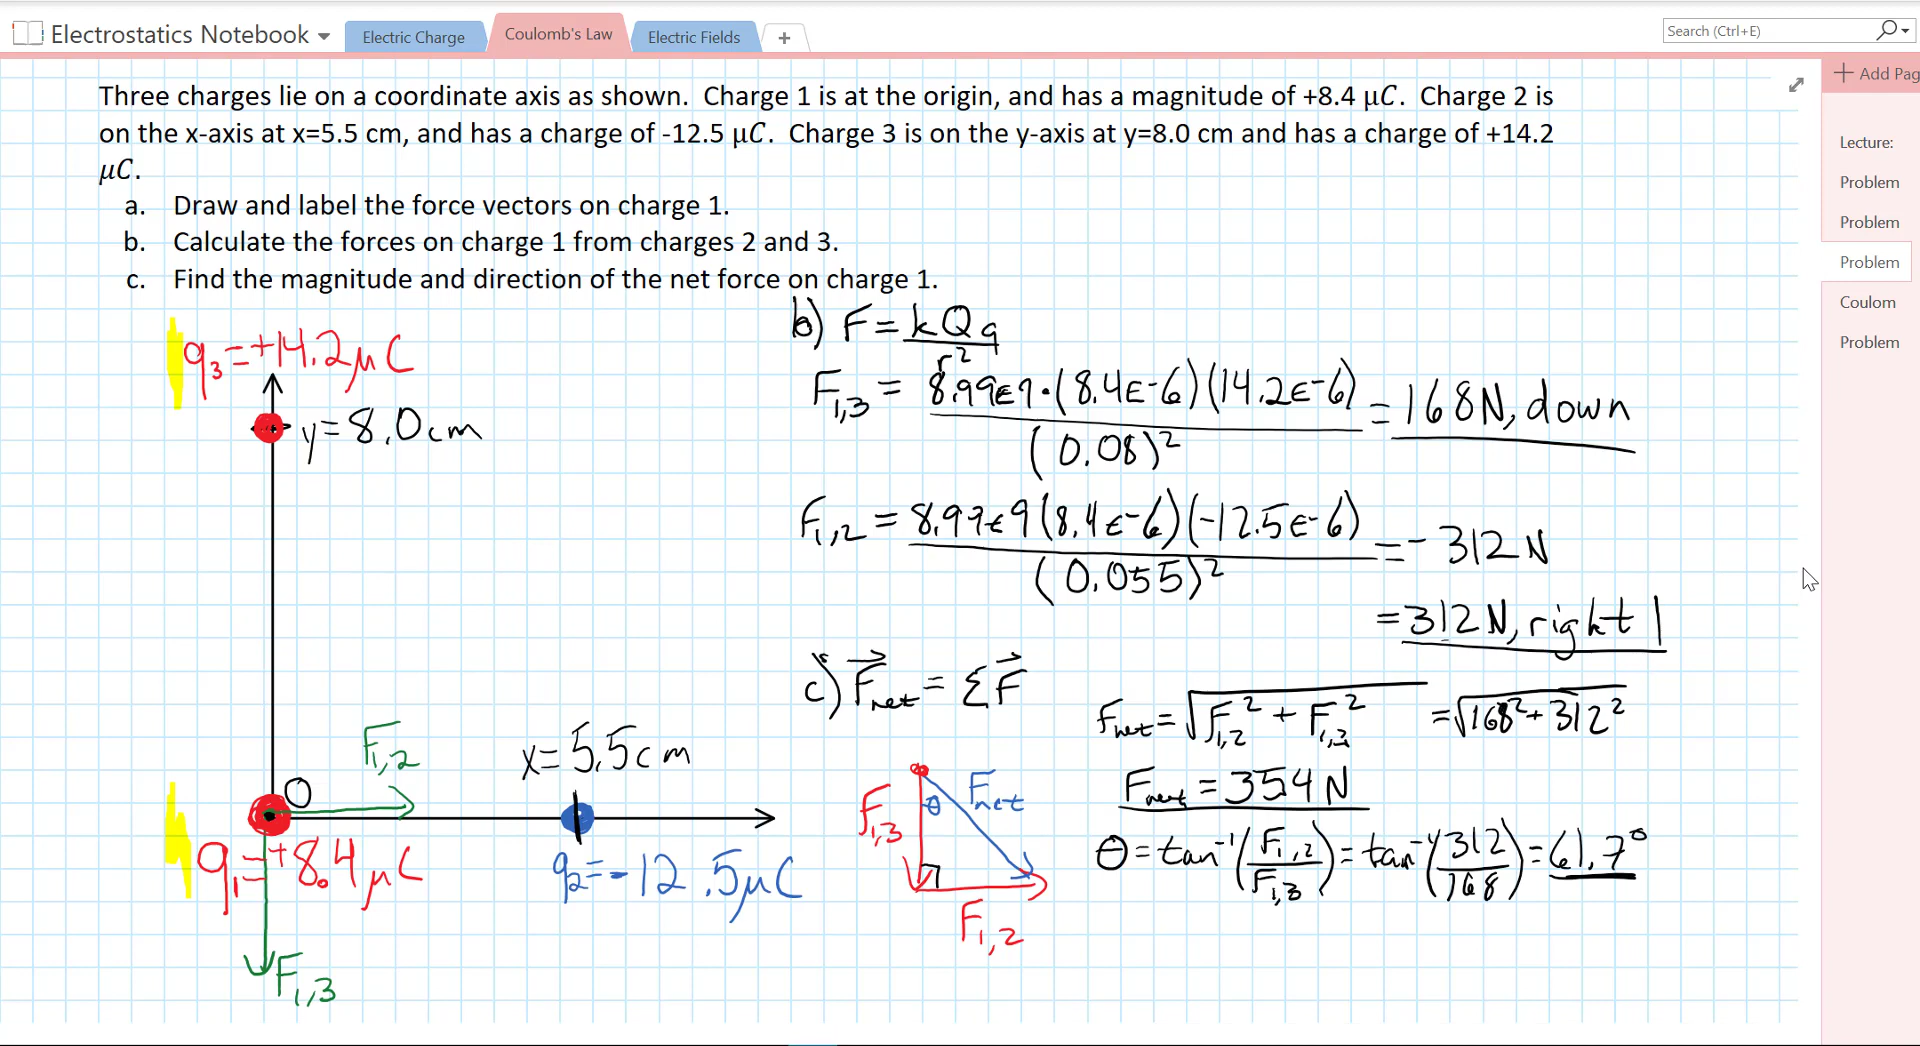 Electrostatics Notebook
Electric Charge
Coulomb's Law
Electric Fields
+
Search (Ctrl+E)
Add Pag
Three charges lie on a coordinate axis as shown. Charge 1 is at the origin, and has a magnitude of +8.4 μC. Charge 2 is
on the x-axis at x=5.5 cm, and has a charge of -12.5 μC. Charge 3 is on the y-axis at y=8.0 cm and has a charge of +14.2
μC.
a. Draw and label the force vectors on charge 1.
b. Calculate the forces on charge 1 from charges 2 and 3.
c. Find the magnitude and direction of the net force on charge 1.
Lecture:
Problem
Problem
Problem
Coulom
Problem
q₃=+14.2μC
y=8.0cm
F₁,₂
x=5.5cm
0
q₁=+8.4μC
q₂=-12.5μC
F₁,₃
b) F = kQq / r²
F₁,₃ = 8.99E9·(8.4E-6)(14.2E-6) / (0.08)² = 168N, down
F₁,₂ = 8.99E9(8.4E-6)(-12.5E-6) / (0.055)² = -312N
= 312N, right
c) F⃗net = ΣF⃗
Fnet = √F₁,₂² + F₁,₃² = √168²+312²
Fnet = 354N
θ = tan⁻¹(F₁,₂/F₁,₃) = tan⁻¹(312/168) = 61.7°
F₁,₃
θ
Fnet
F₁,₂